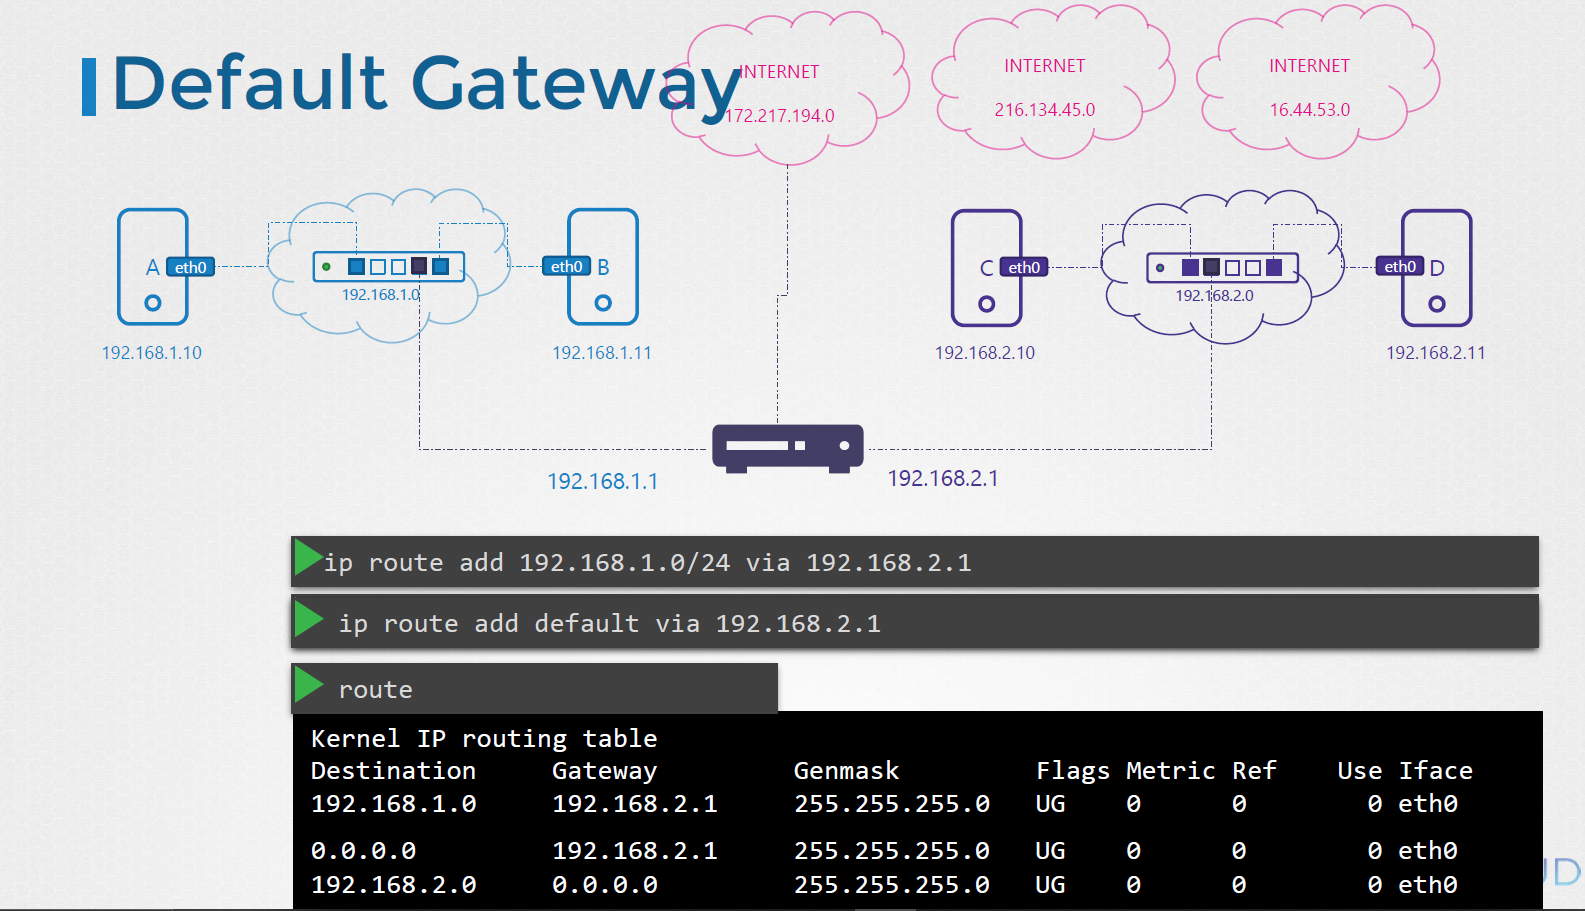 Default Gateway
INTERNET
172.217.194.0
INTERNET
216.134.45.0
INTERNET
16.44.53.0
A
eth0
192.168.1.0
eth0
B
C
eth0
192.168.2.0
eth0
D
192.168.1.10
192.168.1.11
192.168.2.10
192.168.2.11
192.168.1.1
192.168.2.1
ip route add 192.168.1.0/24 via 192.168.2.1
ip route add default via 192.168.2.1
route
Kernel IP routing table
Destination Gateway Genmask Flags Metric Ref Use Iface
192.168.1.0 192.168.2.1 255.255.255.0 UG 0 0 0 eth0
0.0.0.0 192.168.2.1 255.255.255.0 UG 0 0 0 eth0
192.168.2.0 0.0.0.0 255.255.255.0 UG 0 0 0 eth0